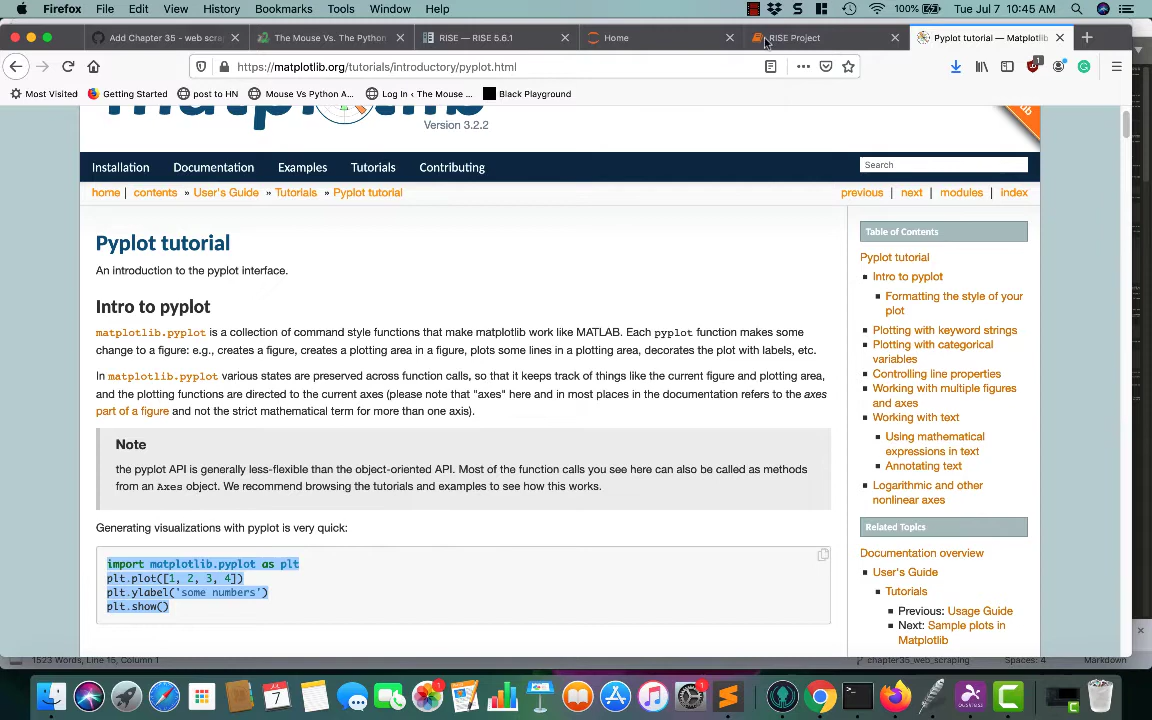 Firefox File Edit View History Bookmarks Tools Window Help 100% Tue Jul 7 10:45 AM
Add Chapter 35 - web scrap The Mouse Vs. The Python RISE — RISE 5.6.1 Home RISE Project Pyplot tutorial — Matplotlib
https://matplotlib.org/tutorials/introductory/pyplot.html
Most Visited Getting Started post to HN Mouse Vs Python A... Log In ‹ The Mouse ... Black Playground
matplotlib
Version 3.2.2
Installation Documentation Examples Tutorials Contributing
Search
home | contents » User's Guide » Tutorials » Pyplot tutorial
previous | next | modules | index
Pyplot tutorial
An introduction to the pyplot interface.
Intro to pyplot
matplotlib.pyplot is a collection of command style functions that make matplotlib work like MATLAB. Each pyplot function makes some
change to a figure: e.g., creates a figure, creates a plotting area in a figure, plots some lines in a plotting area, decorates the plot with labels, etc.
In matplotlib.pyplot various states are preserved across function calls, so that it keeps track of things like the current figure and plotting area,
and the plotting functions are directed to the current axes (please note that "axes" here and in most places in the documentation refers to the axes
part of a figure and not the strict mathematical term for more than one axis).
Note
the pyplot API is generally less-flexible than the object-oriented API. Most of the function calls you see here can also be called as methods
from an Axes object. We recommend browsing the tutorials and examples to see how this works.
Generating visualizations with pyplot is very quick:
import matplotlib.pyplot as plt
plt.plot([1, 2, 3, 4])
plt.ylabel('some numbers')
plt.show()
Table of Contents
Pyplot tutorial
Intro to pyplot
Formatting the style of your
plot
Plotting with keyword strings
Plotting with categorical
variables
Controlling line properties
Working with multiple figures
and axes
Working with text
Using mathematical
expressions in text
Annotating text
Logarithmic and other
nonlinear axes
Related Topics
Documentation overview
User's Guide
Tutorials
Previous: Usage Guide
Next: Sample plots in
Matplotlib
1523 Words, Line 15, Column 1 chapter35_web_scraping Spaces: 4 Markdown